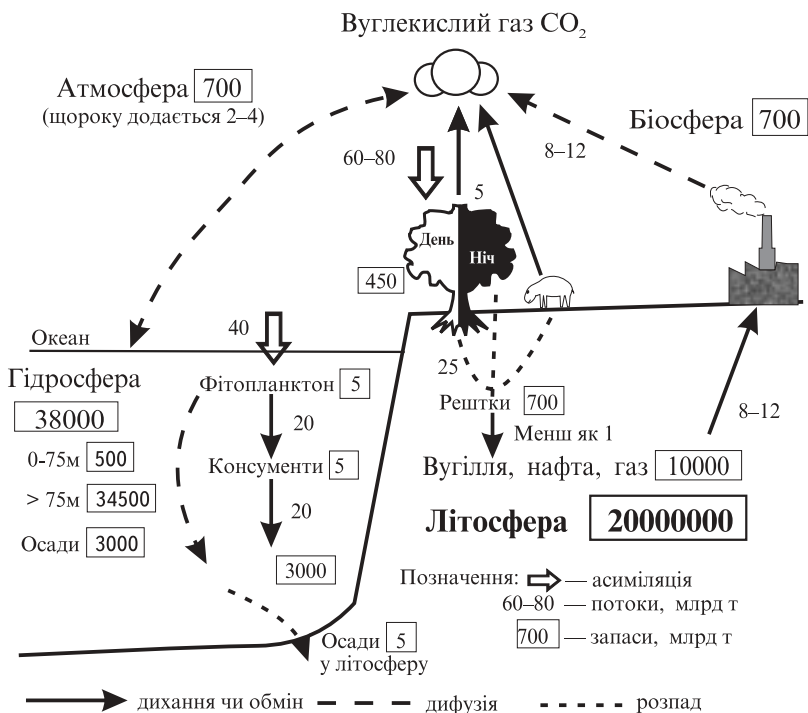 Вуглекислий газ CO₂
Атмосфера 700
(щороку додається 2–4)
Біосфера 700
60–80
8–12
5
День
Ніч
450
Океан
40
25
Гідросфера
38000
Фітопланктон 5
Рештки 700
20
8–12
Менш як 1
0-75м 500
Консументи 5
Вугілля, нафта, газ 10000
> 75м 34500
20
Літосфера 20000000
Осади 3000
3000
Позначення: — асиміляція
60–80 — потоки, млрд т
700 — запаси, млрд т
Осади 5
у літосферу
дихання чи обмін
дифузія
розпад